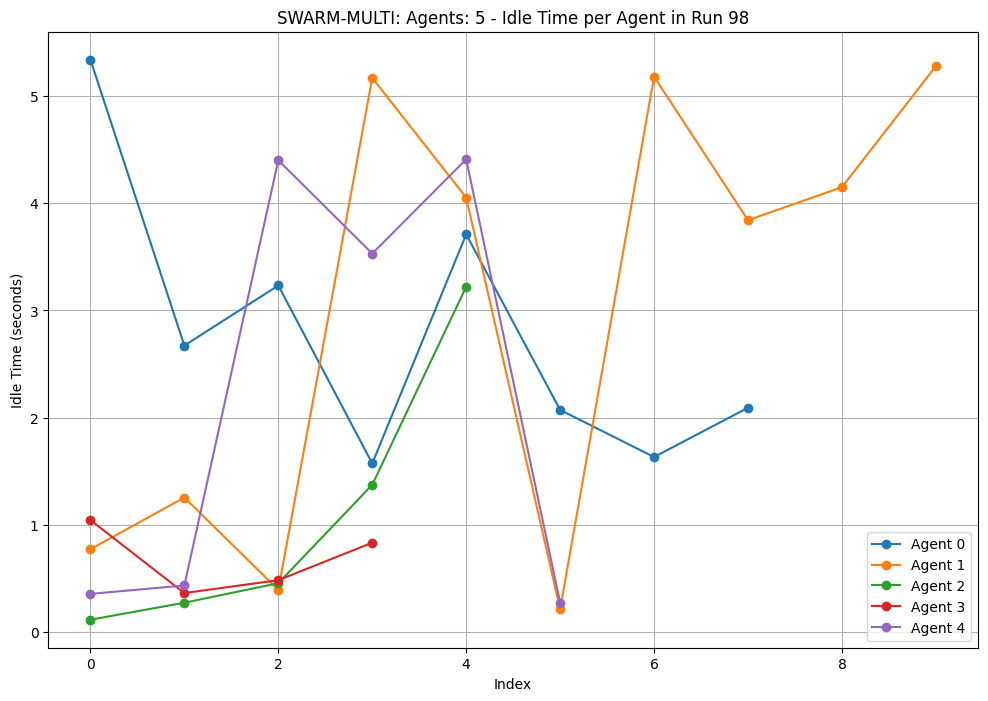 SWARM-MULTI: Agents: 5 - Idle Time per Agent in Run 98
Idle Time (seconds)
5
4
3
2
1
0
0
2
4
6
8
Index
Agent 0
Agent 1
Agent 2
Agent 3
Agent 4